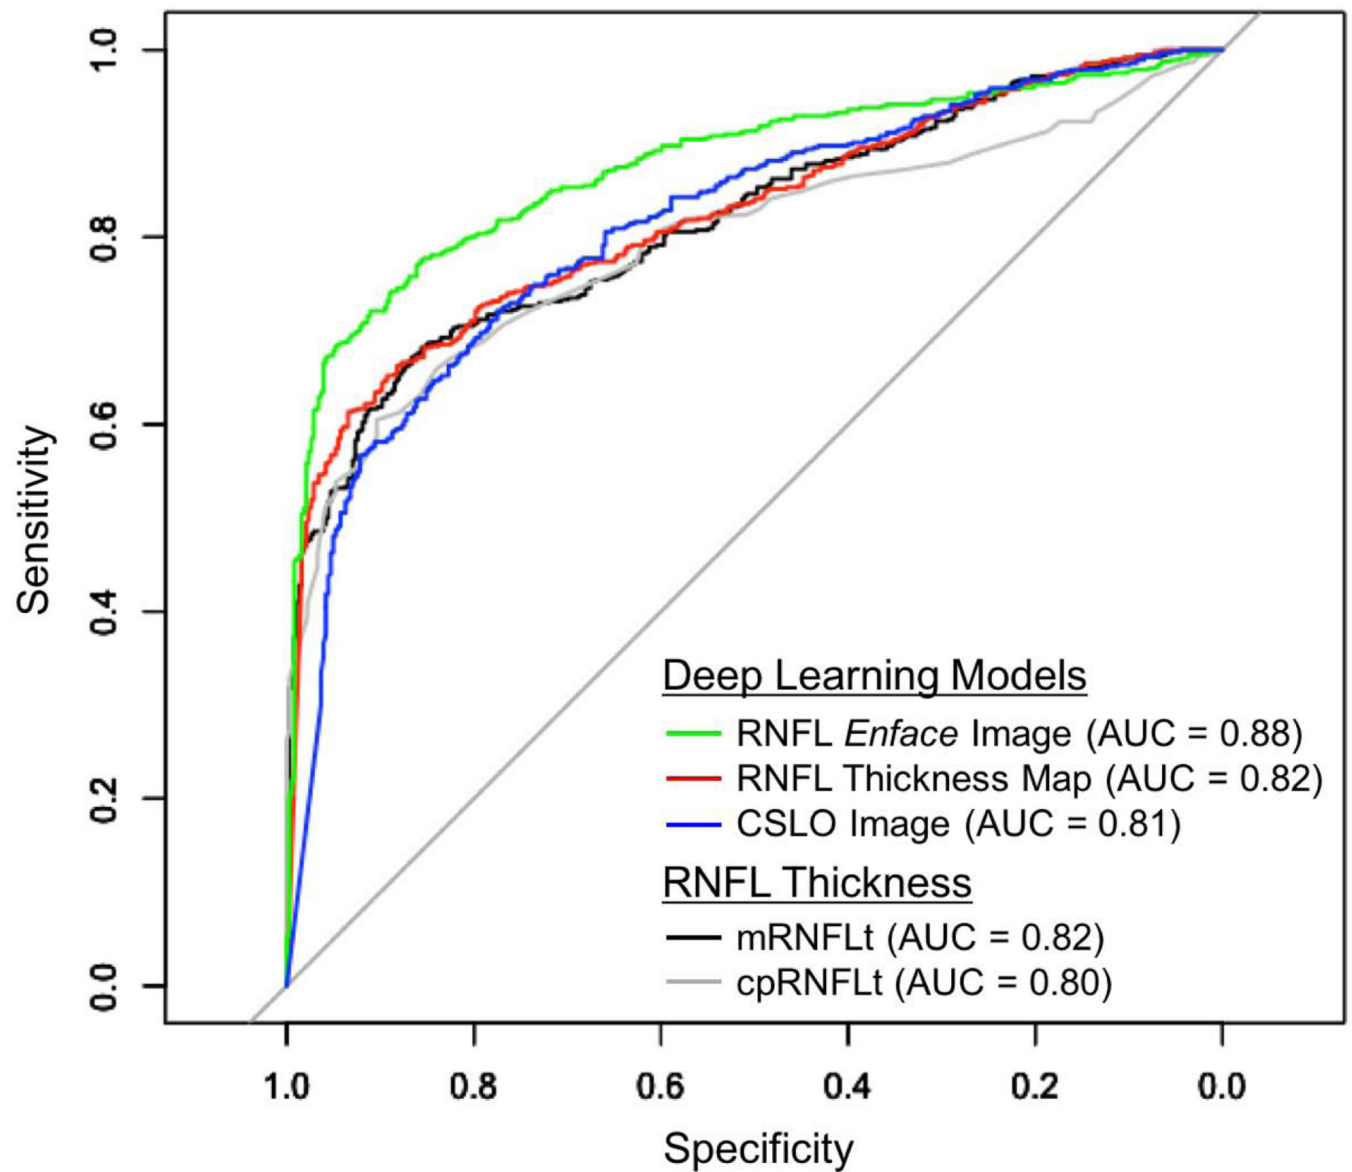 1.0
0.8
0.6
0.4
0.2
0.0
Sensitivity
Deep Learning Models
RNFL Enface Image (AUC = 0.88)
RNFL Thickness Map (AUC = 0.82)
CSLO Image (AUC = 0.81)
RNFL Thickness
mRNFLt (AUC = 0.82)
cpRNFLt (AUC = 0.80)
1.0 0.8 0.6 0.4 0.2 0.0
Specificity